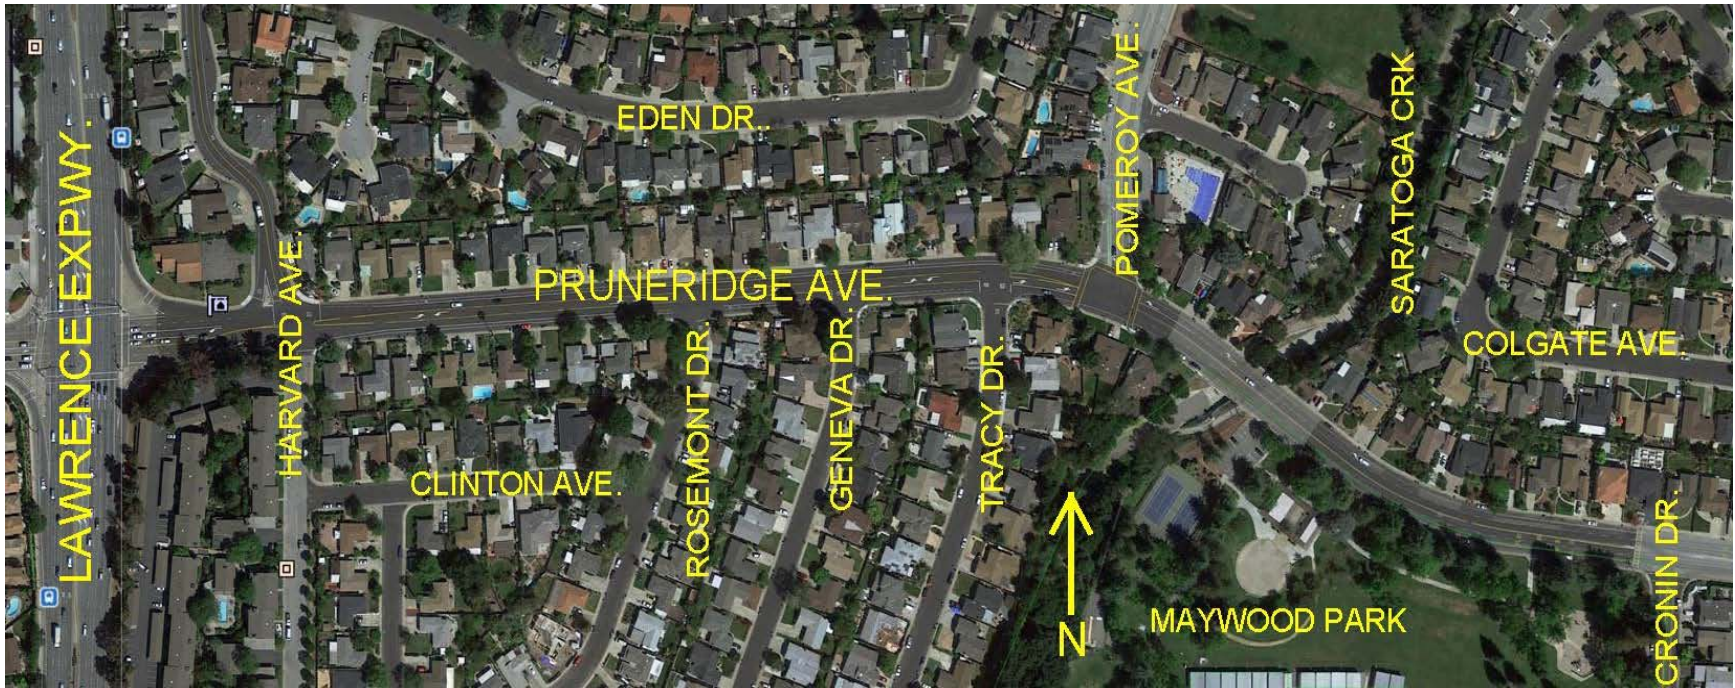 LAWRENCE EXPWY.
HARVARD AVE.
EDEN DR..
PRUNERIDGE AVE.
CLINTON AVE.
ROSEMONT DR.
GENEVA DR.
TRACY DR.
POMEROY AVE.
SARATOGA CRK
COLGATE AVE..
N
MAYWOOD PARK
CRONIN DR.